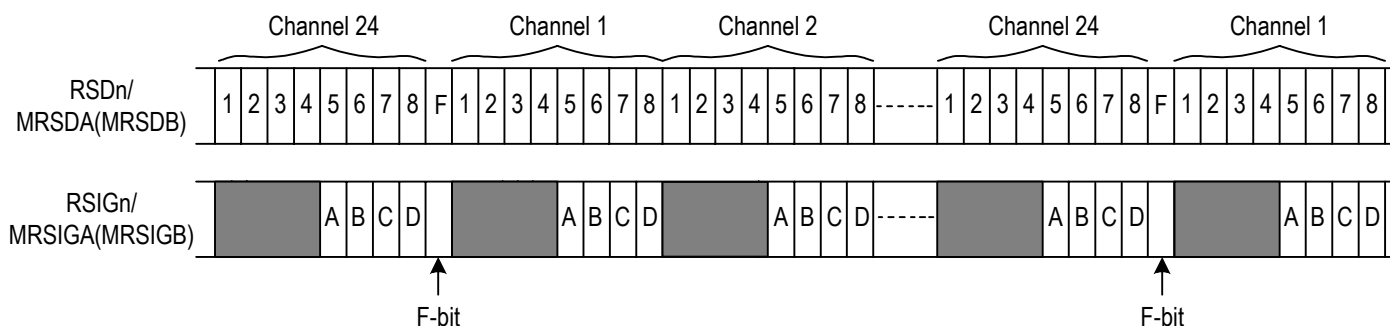 Channel 24 Channel 1 Channel 2 Channel 24 Channel 1
RSDn/
MRSDA(MRSDB)
1 2 3 4 5 6 7 8 F 1 2 3 4 5 6 7 8 1 2 3 4 5 6 7 8 1 2 3 4 5 6 7 8 F 1 2 3 4 5 6 7 8
RSIGn/
MRSIGA(MRSIGB)
A B C D A B C D A B C D A B C D A B C D
F-bit F-bit